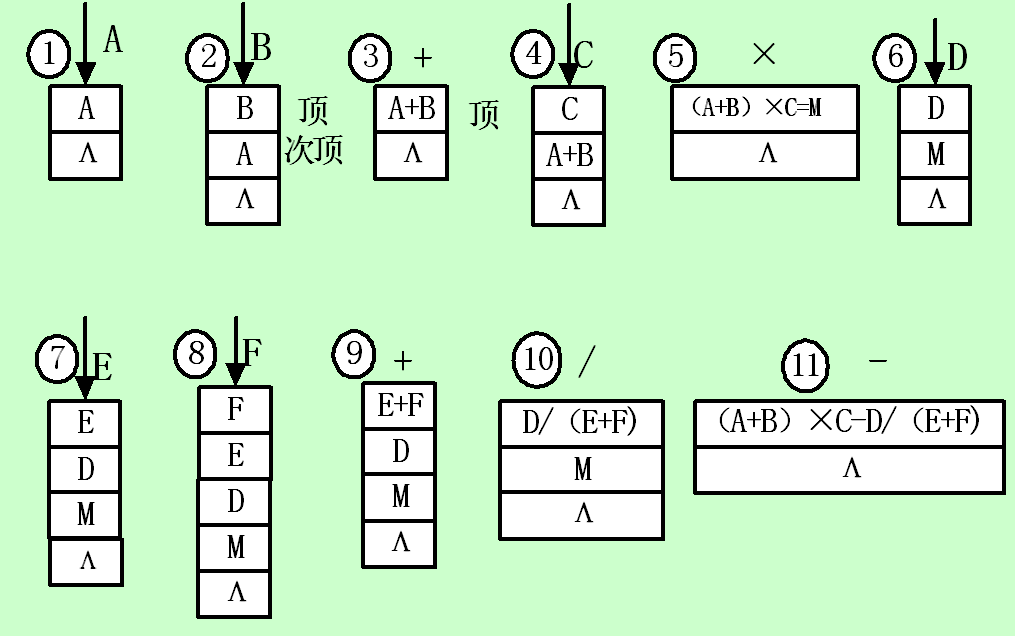 ① A
A
Λ
② B
B 顶
A 次顶
Λ
③ +
A+B 顶
Λ
④ C
C
A+B
Λ
⑤ ×
(A+B)×C=M
Λ
⑥ D
D
M
Λ
⑦ E
E
D
M
Λ
⑧ F
F
E
D
M
Λ
⑨ +
E+F
D
M
Λ
⑩ /
D/(E+F)
M
Λ
⑪ -
(A+B)×C-D/(E+F)
Λ